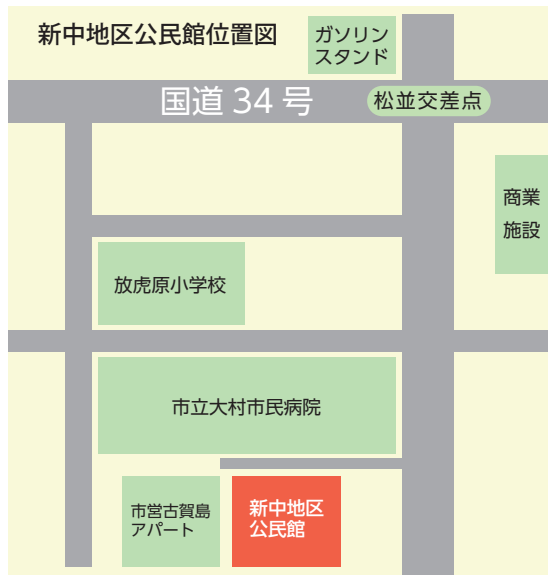 新中地区公民館位置図
ガソリン
スタンド
国道 34 号
松並交差点
商業
施設
放虎原小学校
市立大村市民病院
市営古賀島
アパート
新中地区
公民館